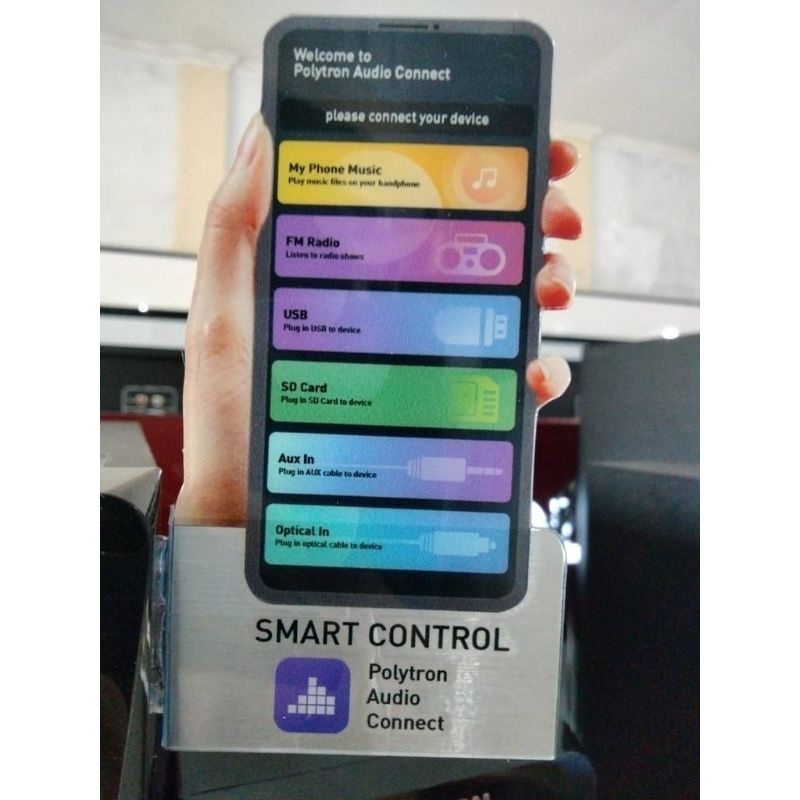 Welcome to
Polytron Audio Connect
please connect your device
My Phone Music
Play music files on your handphone
FM Radio
Listen to radio shows
USB
Plug in USB to device
SD Card
Plug in SD Card to device
Aux In
Plug in AUX cable to device
Optical In
Plug in optical cable to device
SMART CONTROL
Polytron
Audio
Connect